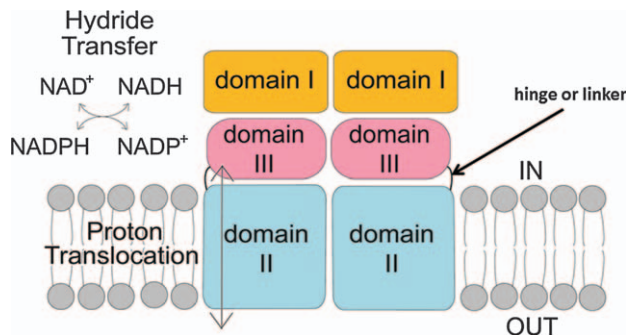 Hydride
Transfer
NAD⁺ NADH
NADPH NADP⁺
domain I
domain I
domain
III
domain
III
hinge or linker
IN
Proton
Translocation
domain
II
domain
II
OUT